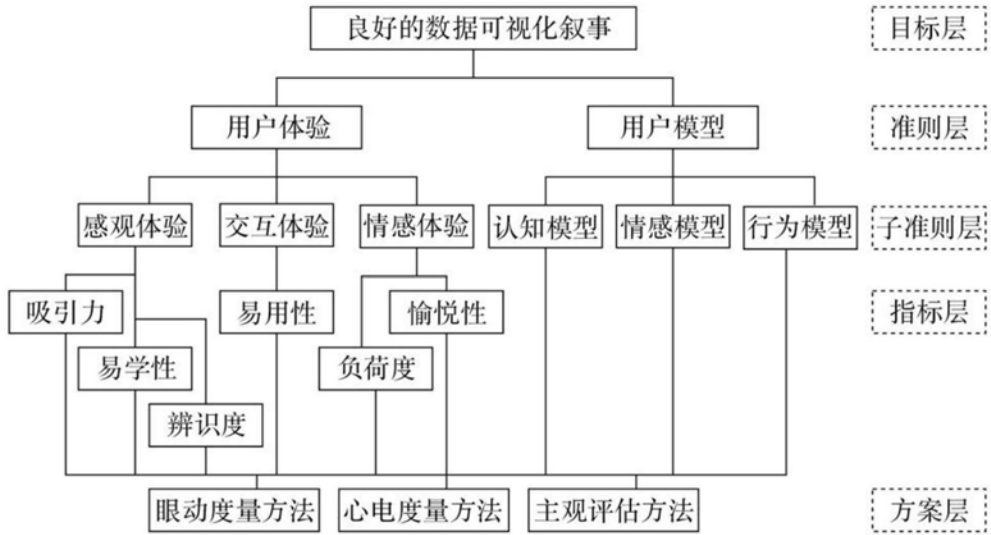 良好的数据可视化叙事
目标层
用户体验
用户模型
准则层
感观体验
交互体验
情感体验
认知模型
情感模型
行为模型
子准则层
吸引力
易用性
愉悦性
指标层
易学性
负荷度
辨识度
眼动度量方法
心电度量方法
主观评估方法
方案层